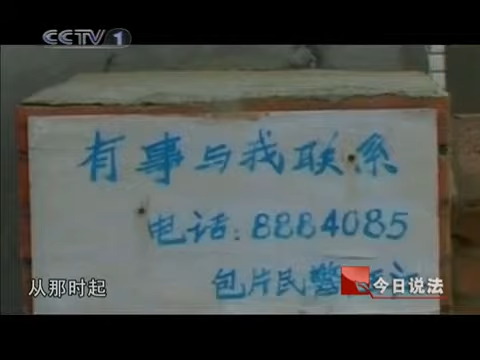 CCTV 1
有事与我联系
电话:8884085
包片民警
从那时起
今日说法